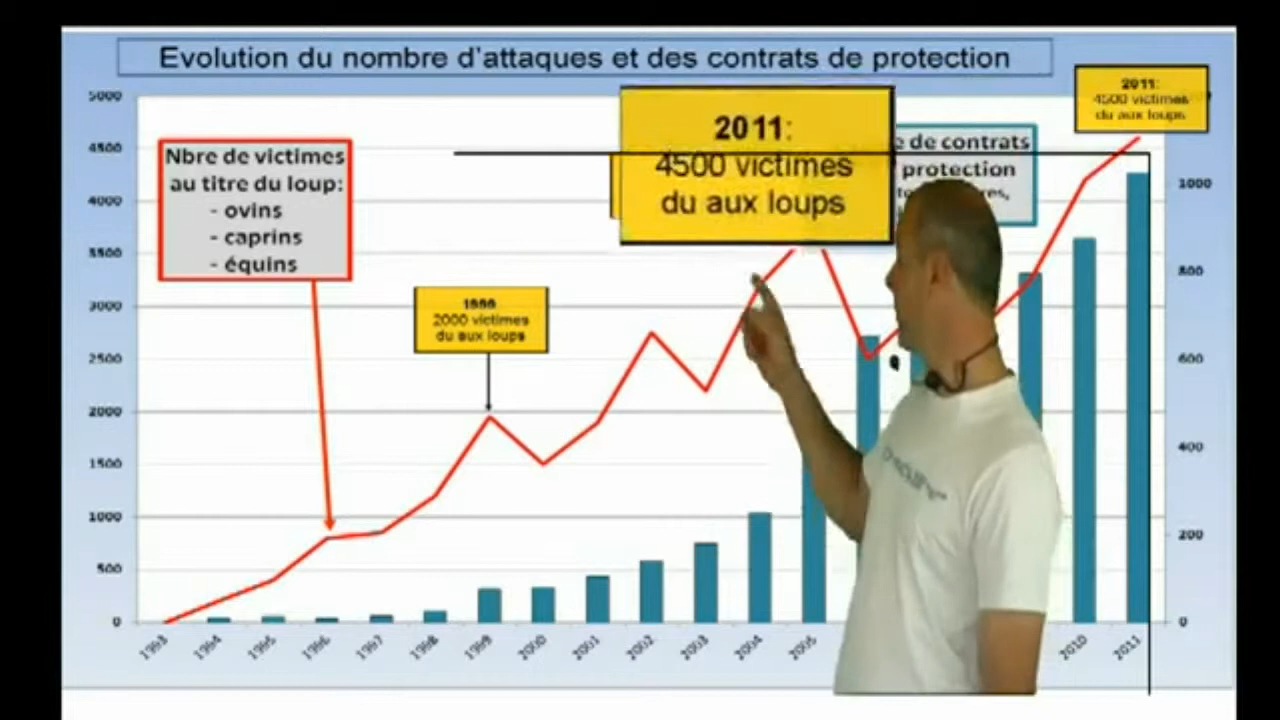 Evolution du nombre d'attaques et des contrats de protection
2011:
4500 victimes
du aux loups
2011:
4500 victimes
du aux loups
e de contrats
protection
Nbre de victimes
au titre du loup:
- ovins
- caprins
- équins
2000 victimes
du aux loups
5000
4500
4000
3500
3000
2500
2000
1500
1000
500
0
1000
800
600
400
200
0
1993
1994
1995
1996
1997
1998
1999
2000
2001
2002
2003
2004
2005
2010
2011